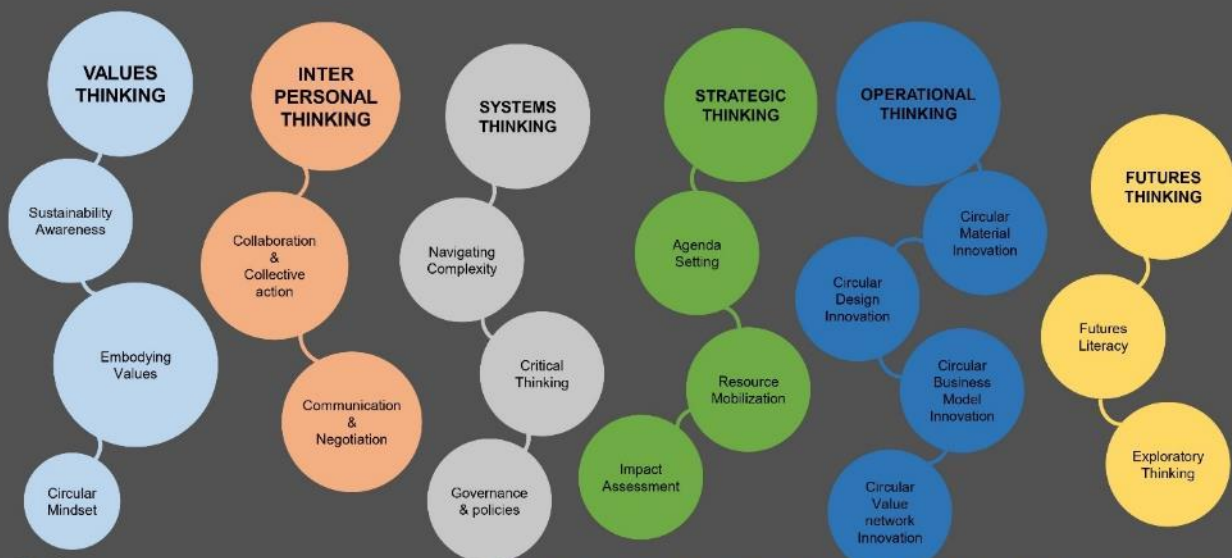 VALUES
THINKING
Sustainability
Awareness
Embodying
Values
Circular
Mindset
INTER
PERSONAL
THINKING
Collaboration
&
Collective
action
Communication
&
Negotiation
SYSTEMS
THINKING
Navigating
Complexity
Critical
Thinking
Governance
& policies
STRATEGIC
THINKING
Agenda
Setting
Resource
Mobilization
Impact
Assessment
OPERATIONAL
THINKING
Circular
Material
Innovation
Circular
Design
Innovation
Circular
Business
Model
Innovation
Circular
Value
network
Innovation
FUTURES
THINKING
Futures
Literacy
Exploratory
Thinking